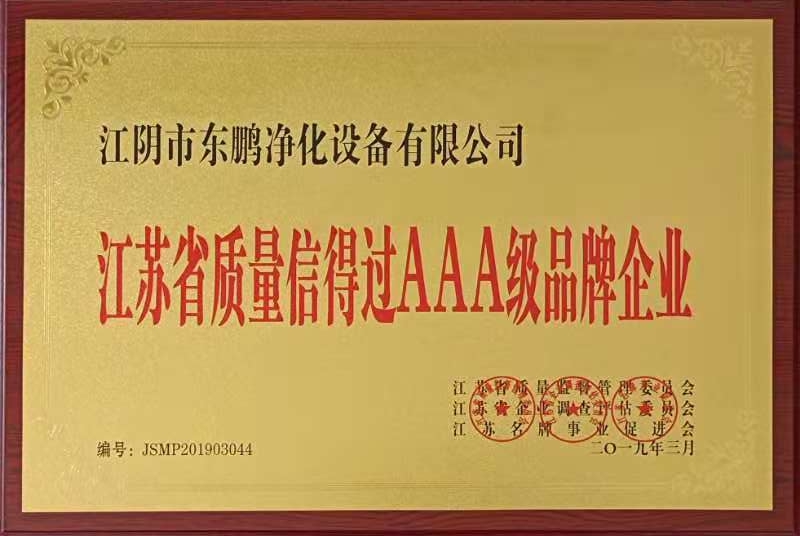 江阴市东鹏净化设备有限公司
江苏省质量信得过AAA级品牌企业
江苏省质量监督管理委员会
江苏省企业调查评估委员会
江苏名牌事业促进会
编号：JSMP201903044
二〇一九年三月